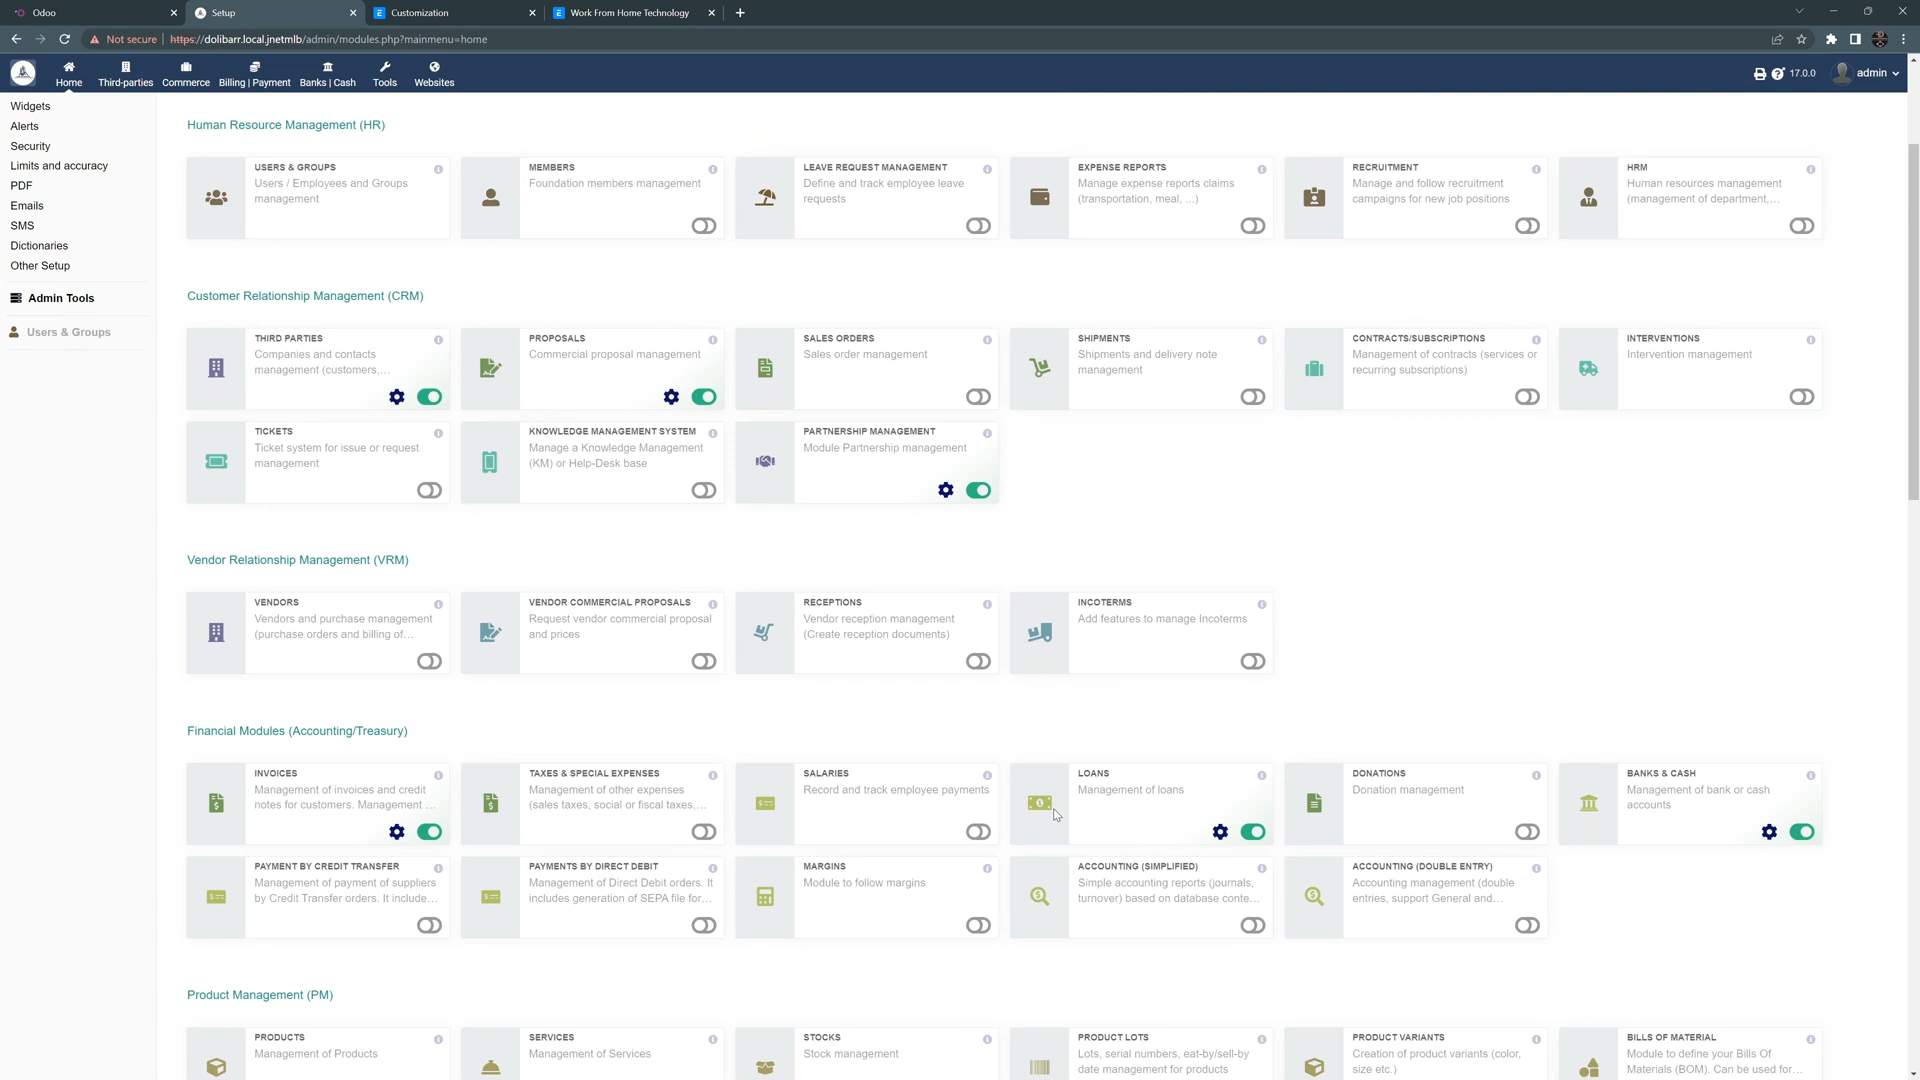 Odoo
Setup
Customization
Work From Home Technology
Not secure | https://dolibarr.local.jnetmlb/admin/modules.php?mainmenu=home
Home
Third-parties
Commerce
Billing | Payment
Banks | Cash
Tools
Websites
17.0.0
admin
Widgets
Alerts
Security
Limits and accuracy
PDF
Emails
SMS
Dictionaries
Other Setup
Admin Tools
Users & Groups
Human Resource Management (HR)
USERS & GROUPS
Users / Employees and Groups
management
MEMBERS
Foundation members management
LEAVE REQUEST MANAGEMENT
Define and track employee leave
requests
EXPENSE REPORTS
Manage expense reports claims
(transportation, meal, ...)
RECRUITMENT
Manage and follow recruitment
campaigns for new job positions
HRM
Human resources management
(management of department,...
Customer Relationship Management (CRM)
THIRD PARTIES
Companies and contacts
management (customers,...
PROPOSALS
Commercial proposal management
SALES ORDERS
Sales order management
SHIPMENTS
Shipments and delivery note
management
CONTRACTS/SUBSCRIPTIONS
Management of contracts (services or
recurring subscriptions)
INTERVENTIONS
Intervention management
TICKETS
Ticket system for issue or request
management
KNOWLEDGE MANAGEMENT SYSTEM
Manage a Knowledge Management
(KM) or Help-Desk base
PARTNERSHIP MANAGEMENT
Module Partnership management
Vendor Relationship Management (VRM)
VENDORS
Vendors and purchase management
(purchase orders and billing of...
VENDOR COMMERCIAL PROPOSALS
Request vendor commercial proposal
and prices
RECEPTIONS
Vendor reception management
(Create reception documents)
INCOTERMS
Add features to manage Incoterms
Financial Modules (Accounting/Treasury)
INVOICES
Management of invoices and credit
notes for customers. Management ...
TAXES & SPECIAL EXPENSES
Management of other expenses
(sales taxes, social or fiscal taxes,...
SALARIES
Record and track employee payments
LOANS
Management of loans
DONATIONS
Donation management
BANKS & CASH
Management of bank or cash
accounts
PAYMENT BY CREDIT TRANSFER
Management of payment of suppliers
by Credit Transfer orders. It include...
PAYMENTS BY DIRECT DEBIT
Management of Direct Debit orders. It
includes generation of SEPA file for...
MARGINS
Module to follow margins
ACCOUNTING (SIMPLIFIED)
Simple accounting reports (journals,
turnover) based on database conte...
ACCOUNTING (DOUBLE ENTRY)
Accounting management (double
entries, support General and...
Product Management (PM)
PRODUCTS
Management of Products
SERVICES
Management of Services
STOCKS
Stock management
PRODUCT LOTS
Lots, serial numbers, eat-by/sell-by
date management for products
PRODUCT VARIANTS
Creation of product variants (color,
size etc.)
BILLS OF MATERIAL
Module to define your Bills Of
Materials (BOM). Can be used for...